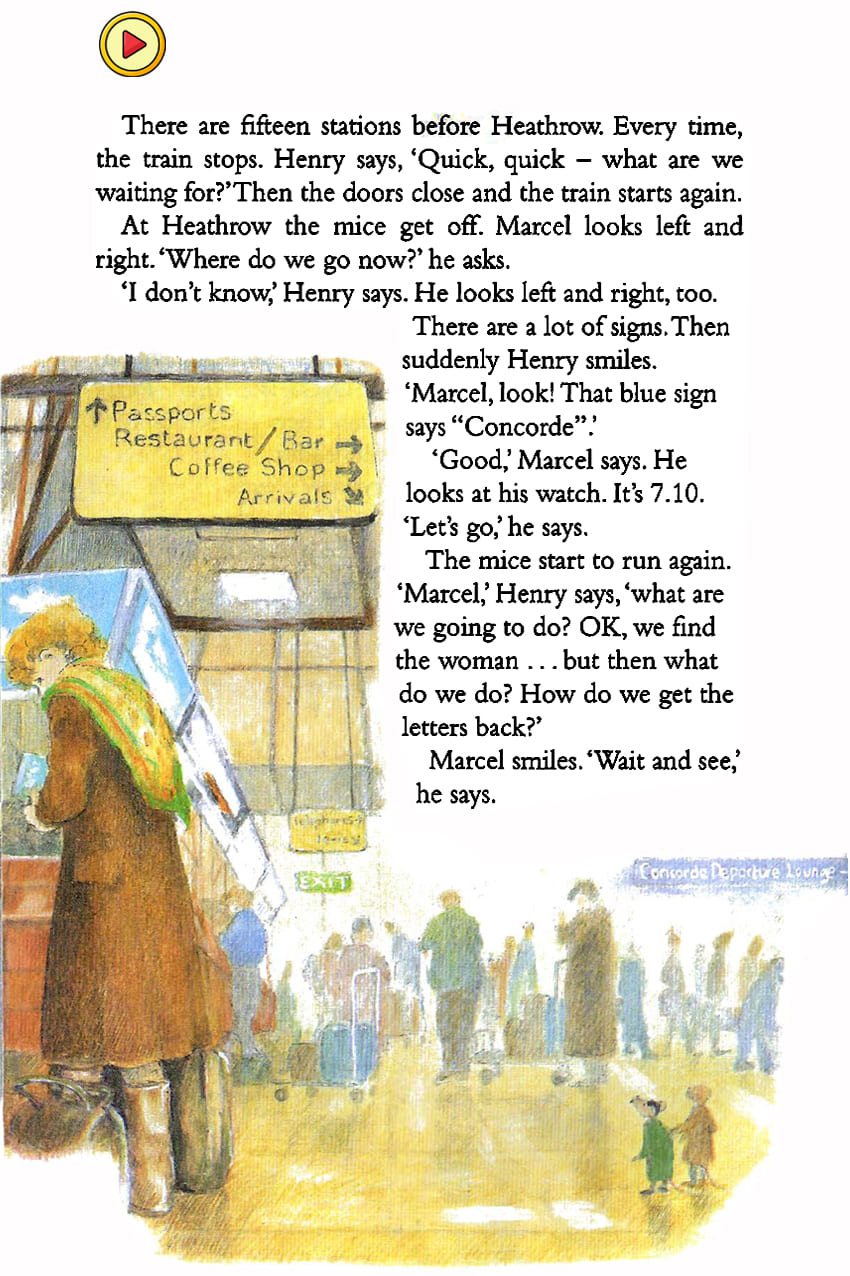 There are fifteen stations before Heathrow. Every time,
the train stops. Henry says, ‘Quick, quick – what are we
waiting for?’ Then the doors close and the train starts again.
At Heathrow the mice get off. Marcel looks left and
right. ‘Where do we go now?’ he asks.
‘I don’t know,’ Henry says. He looks left and right, too.
There are a lot of signs. Then
suddenly Henry smiles.
‘Marcel, look! That blue sign
says “Concorde”.’
‘Good,’ Marcel says. He
looks at his watch. It’s 7.10.
‘Let’s go,’ he says.
The mice start to run again.
‘Marcel,’ Henry says, ‘what are
we going to do? OK, we find
the woman . . . but then what
do we do? How do we get the
letters back?’
Marcel smiles. ‘Wait and see,’
he says.
↑ Passports
Restaurant / Bar →
Coffee Shop →
Arrivals ↘
EXIT
Concorde Departure Lounge -